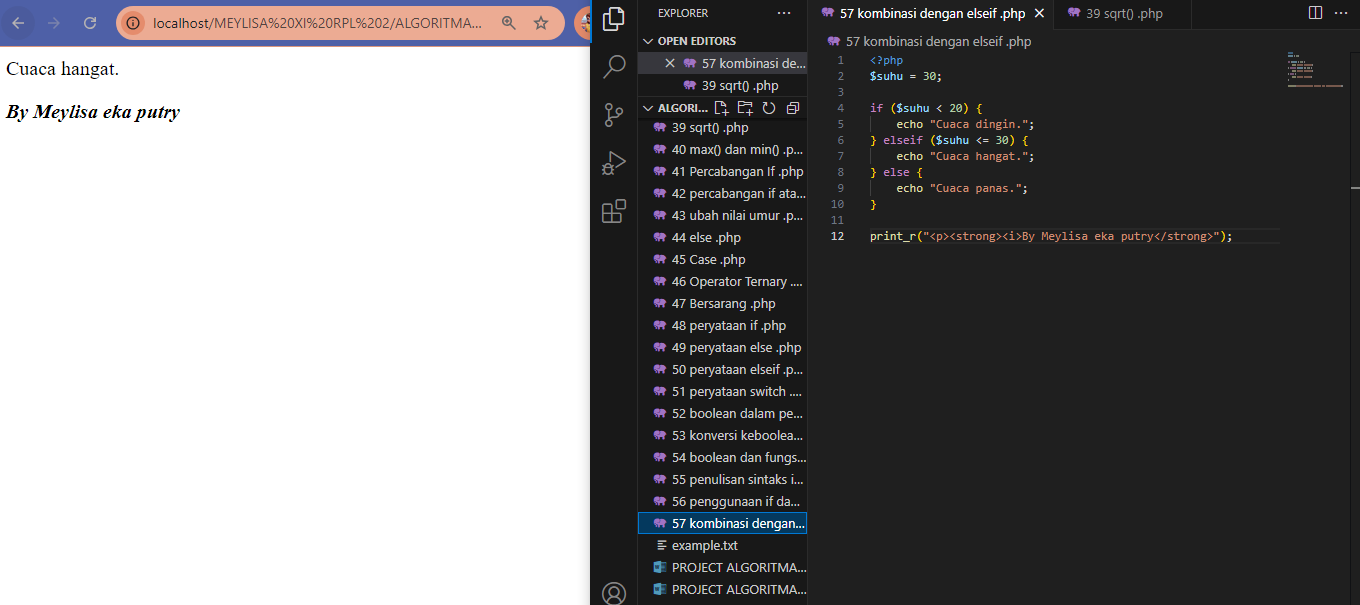 localhost/MEYLISA%20XI%20RPL%202/ALGORITMA...
Cuaca hangat.
By Meylisa eka putry
EXPLORER
OPEN EDITORS
57 kombinasi de...
39 sqrt() .php
ALGORI...
39 sqrt() .php
40 max() dan min() .p...
41 Percabangan If .php
42 percabangan if ata...
43 ubah nilai umur .p...
44 else .php
45 Case .php
46 Operator Ternary ....
47 Bersarang .php
48 peryataan if .php
49 peryataan else .php
50 peryataan elseif .p...
51 peryataan switch ....
52 boolean dalam pe...
53 konversi keboolea...
54 boolean dan fungs...
55 penulisan sintaks i...
56 penggunaan if da...
57 kombinasi dengan...
example.txt
PROJECT ALGORITMA...
PROJECT ALGORITMA...
57 kombinasi dengan elseif .php
39 sqrt() .php
57 kombinasi dengan elseif .php
1 <?php
2 $suhu = 30;
3
4 if ($suhu < 20) {
5 echo "Cuaca dingin.";
6 } elseif ($suhu <= 30) {
7 echo "Cuaca hangat.";
8 } else {
9 echo "Cuaca panas.";
10 }
11
12 print_r("<p><strong><i>By Meylisa eka putry</strong>");